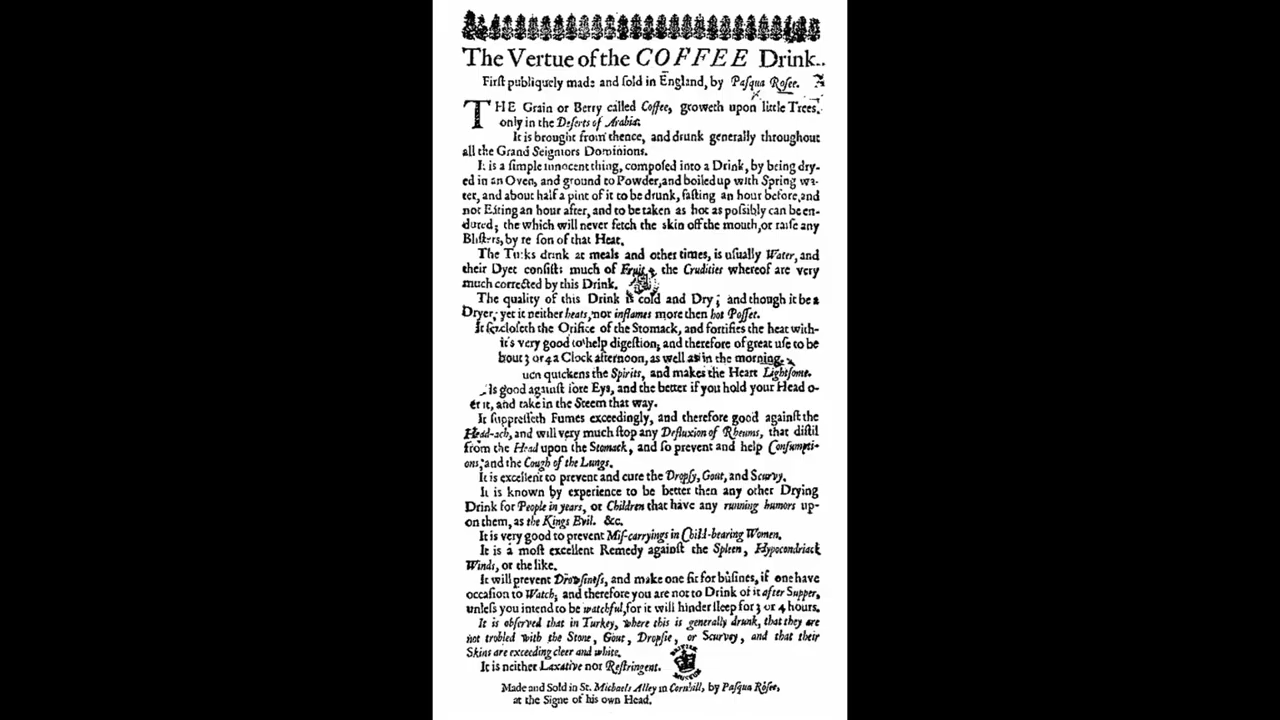 The Vertue of the COFFEE Drink.
First publiquely made and sold in England, by Pasqua Rosee.
THE Grain or Berry called Coffee, groweth upon little Trees,
only in the Deserts of Arabia.
It is brought from thence, and drunk generally throughout
all the Grand Seigniors Dominions.
It is a simple innocent thing, composed into a Drink, by being dry-
ed in an Oven, and ground to Powder, and boiled up with Spring wa-
ter, and about half a pint of it to be drunk, fasting an hour before, and
not Eating an hour after, and to be taken as hot as possibly can be en-
dured; the which will never fetch the skin off the mouth, or raise any
Blisters, by reason of that Heat.
The Turks drink at meals and other times, is usually Water, and
their Dyet consists much of Fruit, the Crudities whereof are very
much corrected by this Drink.
The quality of this Drink is cold and Dry; and though it be a
Dryer, yet it neither heats, nor inflames more then hot Posset.
It closeth the Orifice of the Stomack, and fortifies the heat with-
it's very good to help digestion, and therefore of great use to be
bout 3 or 4 a Clock afternoon, as well as in the morning.
uch quickens the Spirits, and makes the Heart Lightsome.
is good against sore Eys, and the better if you hold your Head o-
er it, and take in the Steem that way.
It suppresseth Fumes exceedingly, and therefore good against the
Head-ach, and will very much stop any Defluxion of Rheums, that distil
from the Head upon the Stomack, and so prevent and help Consumpti-
ons; and the Cough of the Lungs.
It is excellent to prevent and cure the Dropsy, Gout, and Scurvy.
It is known by experience to be better then any other Drying
Drink for People in years, or Children that have any running humors up-
on them, as the Kings Evil. &c.
It is very good to prevent Mis-carryings in Child-bearing Women.
It is a most excellent Remedy against the Spleen, Hypocondriack
Winds, or the like.
It will prevent Drowsiness, and make one fit for busines, if one have
occasion to Watch; and therefore you are not to Drink of it after Supper,
unless you intend to be watchful, for it will hinder sleep for 3 or 4 hours.
It is observed that in Turkey, where this is generally drunk, that they are
not trobled with the Stone, Gout, Dropsie, or Scurvey, and that their
Skins are exceeding cleer and white.
It is neither Laxative nor Restringent.
BRITISH MUSEUM
Made and Sold in St. Michaels Alley in Cornhill, by Pasqua Rosee,
at the Signe of his own Head.